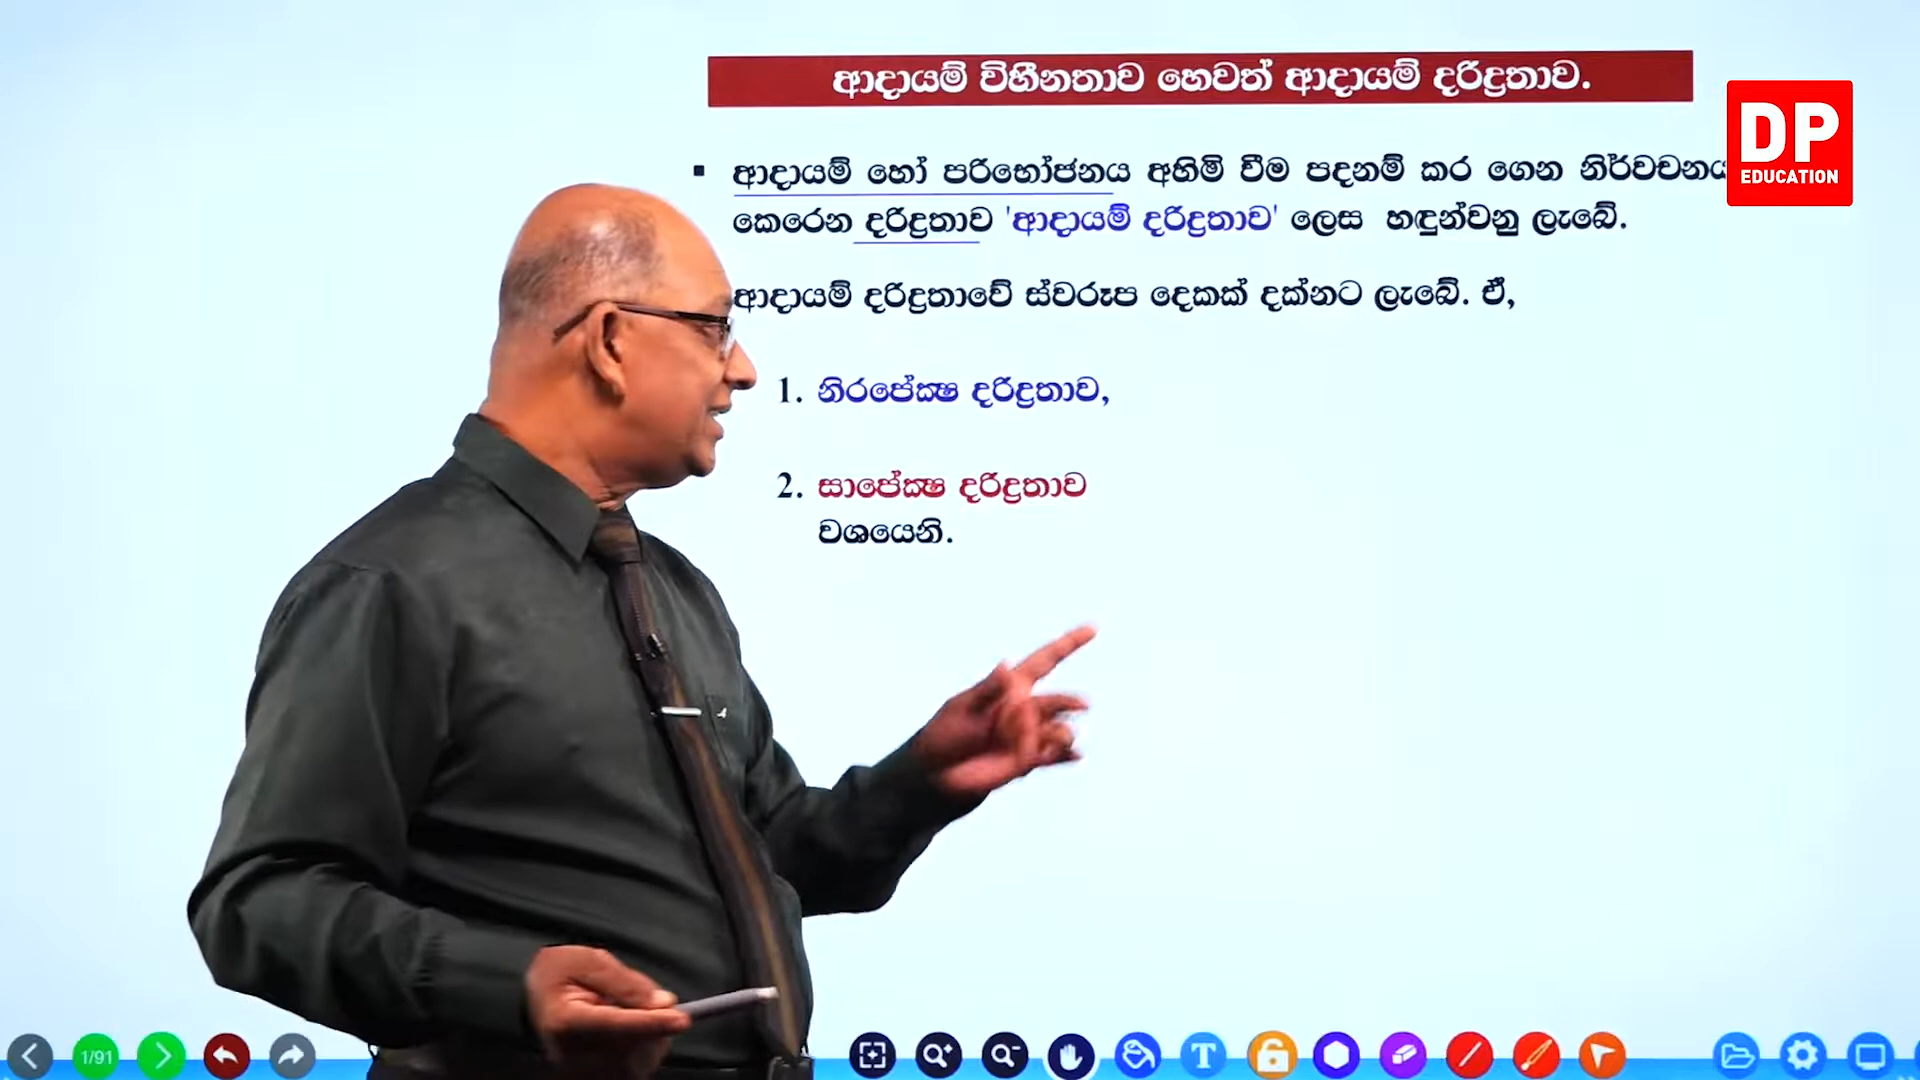 ආදායම් විහීනතාව හෙවත් ආදායම් දරිද්‍රතාව.
DP
EDUCATION
ආදායම් හෝ පරිභෝජනය අහිමි වීම පදනම් කර ගෙන නිර්වචනය
කෙරෙන දරිද්‍රතාව 'ආදායම් දරිද්‍රතාව' ලෙස හඳුන්වනු ලැබේ.
ආදායම් දරිද්‍රතාවේ ස්වරූප දෙකක් දක්නට ලැබේ. ඒ,
1. නිරපේක්‍ෂ දරිද්‍රතාව,
2. සාපේක්‍ෂ දරිද්‍රතාව
වශයෙනි.
1/91
T